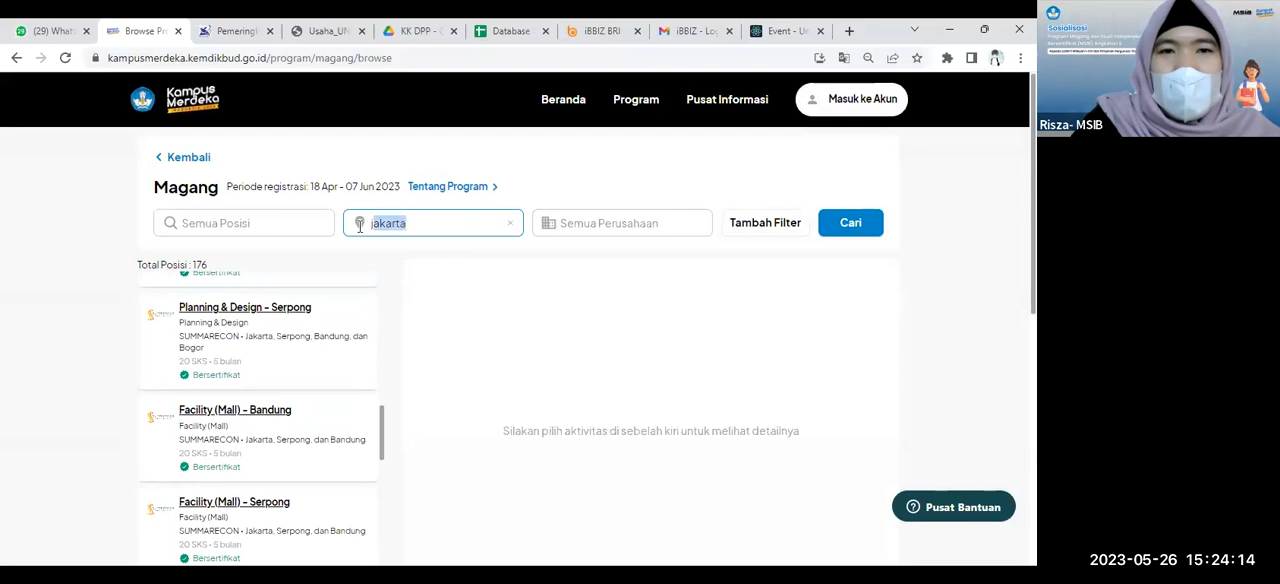 (29) What
Browse Pr
Pemering
Usaha_UN
KK DPP -
Database
iBBIZ BRI
iBBIZ - Lo
Event - U
kampusmerdeka.kemdikbud.go.id/program/magang/browse
Kampus
Merdeka
Beranda
Program
Pusat Informasi
Masuk ke Akun
Kembali
Magang
Periode registrasi: 18 Apr - 07 Jun 2023
Tentang Program
Semua Posisi
jakarta
Semua Perusahaan
Tambah Filter
Cari
Total Posisi : 176
Bersertifikat
Planning & Design - Serpong
Planning & Design
SUMMARECON • Jakarta, Serpong, Bandung, dan
Bogor
20 SKS • 5 bulan
Bersertifikat
Facility (Mall) - Bandung
Facility (Mall)
SUMMARECON • Jakarta, Serpong, dan Bandung
20 SKS • 5 bulan
Bersertifikat
Facility (Mall) - Serpong
Facility (Mall)
SUMMARECON • Jakarta, Serpong, dan Bandung
20 SKS • 5 bulan
Bersertifikat
Silakan pilih aktivitas di sebelah kiri untuk melihat detailnya
Pusat Bantuan
Sosialisasi
Risza- MSIB
2023-05-26 15:24:14